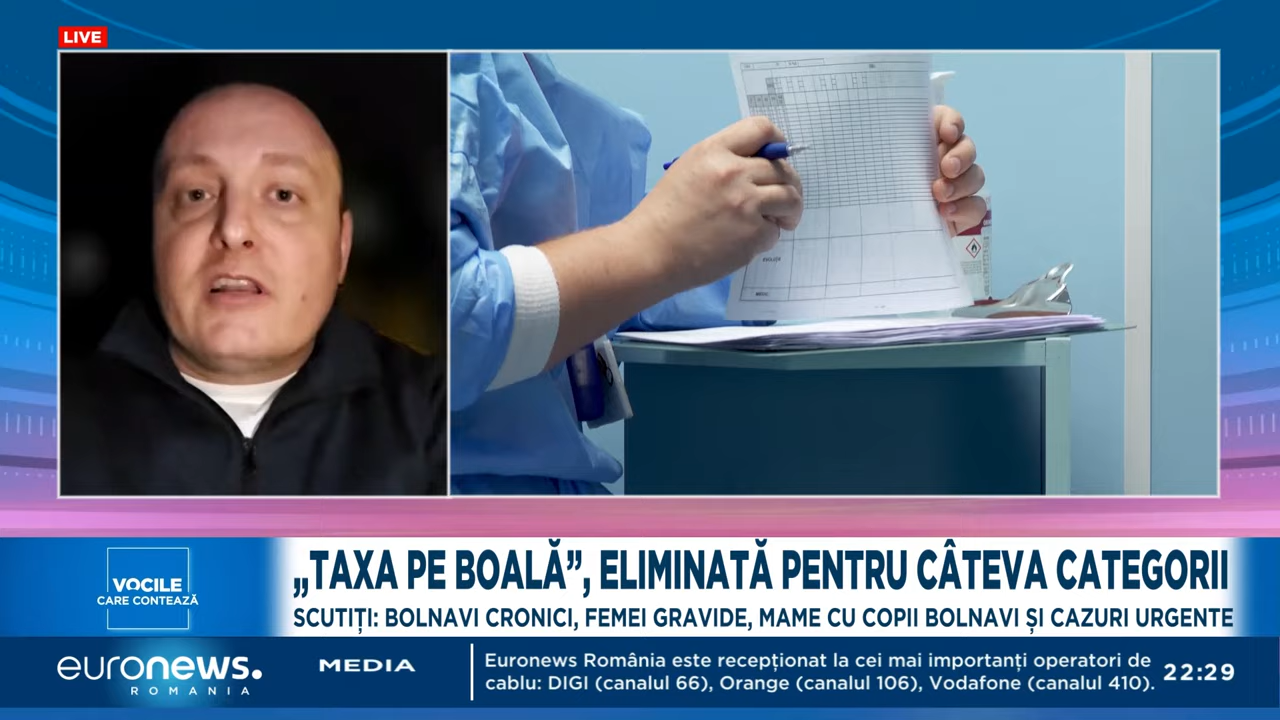 LIVE
„TAXA PE BOALĂ”, ELIMINATĂ PENTRU CÂTEVA CATEGORII
SCUTIȚI: BOLNAVI CRONICI, FEMEI GRAVIDE, MAME CU COPII BOLNAVI ȘI CAZURI URGENTE
VOCILE
CARE CONTEAZĂ
euronews.
ROMANIA
MEDIA
Euronews România este recepționat la cei mai importanți operatori de
cablu: DIGI (canalul 66), Orange (canalul 106), Vodafone (canalul 410).
22:29